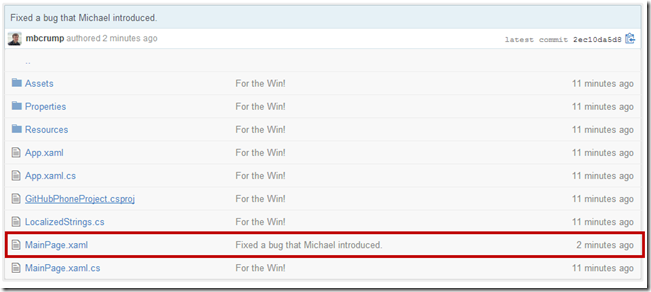 Fixed a bug that Michael introduced.
mbcrump authored 2 minutes ago latest commit 2ec10da5d8
..
Assets For the Win! 11 minutes ago
Properties For the Win! 11 minutes ago
Resources For the Win! 11 minutes ago
App.xaml For the Win! 11 minutes ago
App.xaml.cs For the Win! 11 minutes ago
GitHubPhoneProject.csproj For the Win! 11 minutes ago
LocalizedStrings.cs For the Win! 11 minutes ago
MainPage.xaml Fixed a bug that Michael introduced. 2 minutes ago
MainPage.xaml.cs For the Win! 11 minutes ago